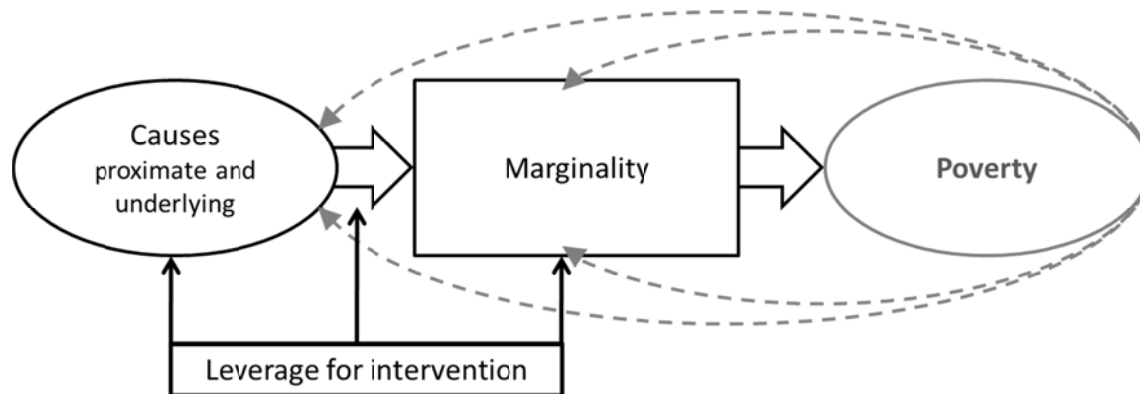 Causes
proximate and
underlying
Marginality
Poverty
Leverage for intervention